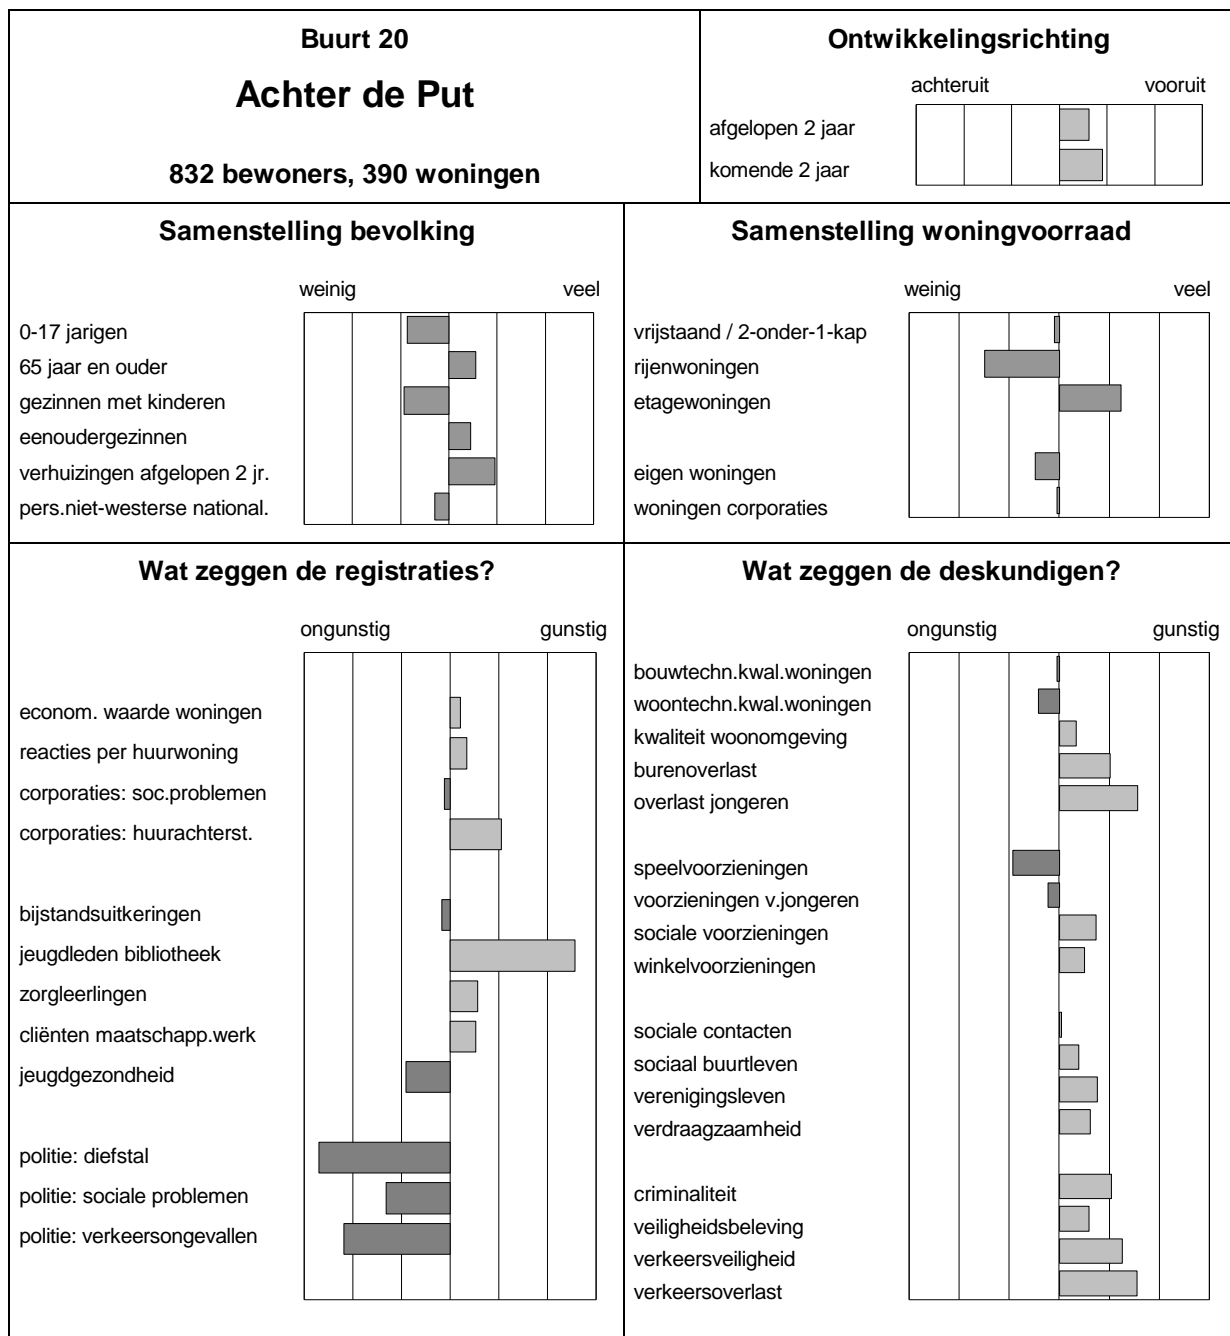 Buurt 20
Achter de Put
832 bewoners, 390 woningen
Ontwikkelingsrichting
achteruit vooruit
afgelopen 2 jaar
komende 2 jaar
Samenstelling bevolking
weinig veel
0-17 jarigen
65 jaar en ouder
gezinnen met kinderen
eenoudergezinnen
verhuizingen afgelopen 2 jr.
pers.niet-westerse national.
Samenstelling woningvoorraad
weinig veel
vrijstaand / 2-onder-1-kap
rijenwoningen
etagewoningen
eigen woningen
woningen corporaties
Wat zeggen de registraties?
ongunstig gunstig
econom. waarde woningen
reacties per huurwoning
corporaties: soc.problemen
corporaties: huurachterst.
bijstandsuitkeringen
jeugdleden bibliotheek
zorgleerlingen
cliënten maatschapp.werk
jeugdgezondheid
politie: diefstal
politie: sociale problemen
politie: verkeersongevallen
Wat zeggen de deskundigen?
ongunstig gunstig
bouwtechn.kwal.woningen
woontechn.kwal.woningen
kwaliteit woonomgeving
burenoverlast
overlast jongeren
speelvoorzieningen
voorzieningen v.jongeren
sociale voorzieningen
winkelvoorzieningen
sociale contacten
sociaal buurtleven
verenigingsleven
verdraagzaamheid
criminaliteit
veiligheidsbeleving
verkeersveiligheid
verkeersoverlast